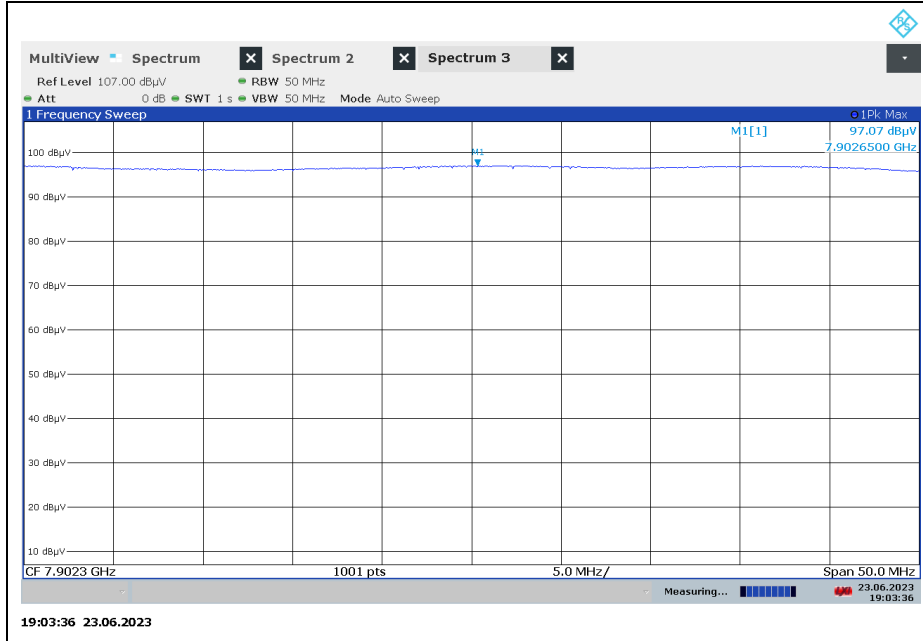 R S
MultiView Spectrum Spectrum 2 Spectrum 3
Ref Level 107.00 dBµV RBW 50 MHz
Att 0 dB SWT 1 s VBW 50 MHz Mode Auto Sweep
1 Frequency Sweep 1Pk Max
M1[1] 97.07 dBµV
7.9026500 GHz
M1
100 dBµV
90 dBµV
80 dBµV
70 dBµV
60 dBµV
50 dBµV
40 dBµV
30 dBµV
20 dBµV
10 dBµV
CF 7.9023 GHz 1001 pts 5.0 MHz/ Span 50.0 MHz
Measuring... 23.06.2023
19:03:36
19:03:36 23.06.2023